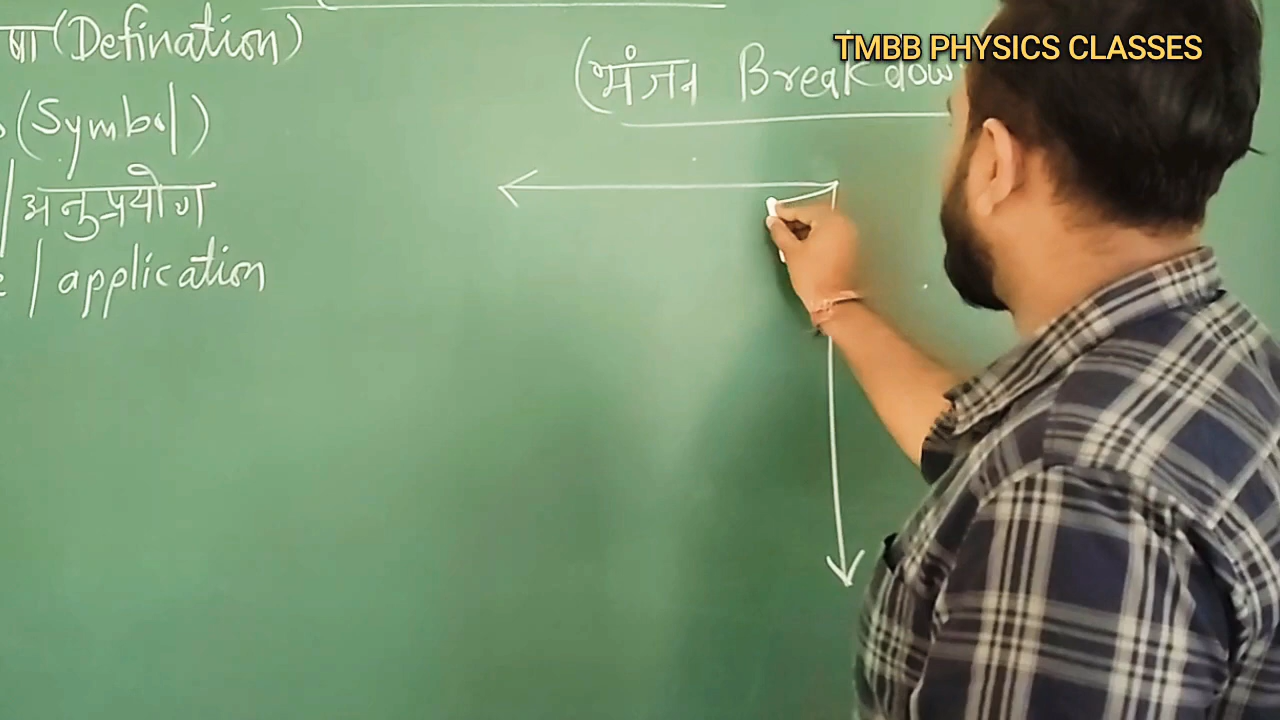 TMBB PHYSICS CLASSES
(Defination)
(Symbol)
/ अनुप्रयोग
/ application
(भंजन Breakdow